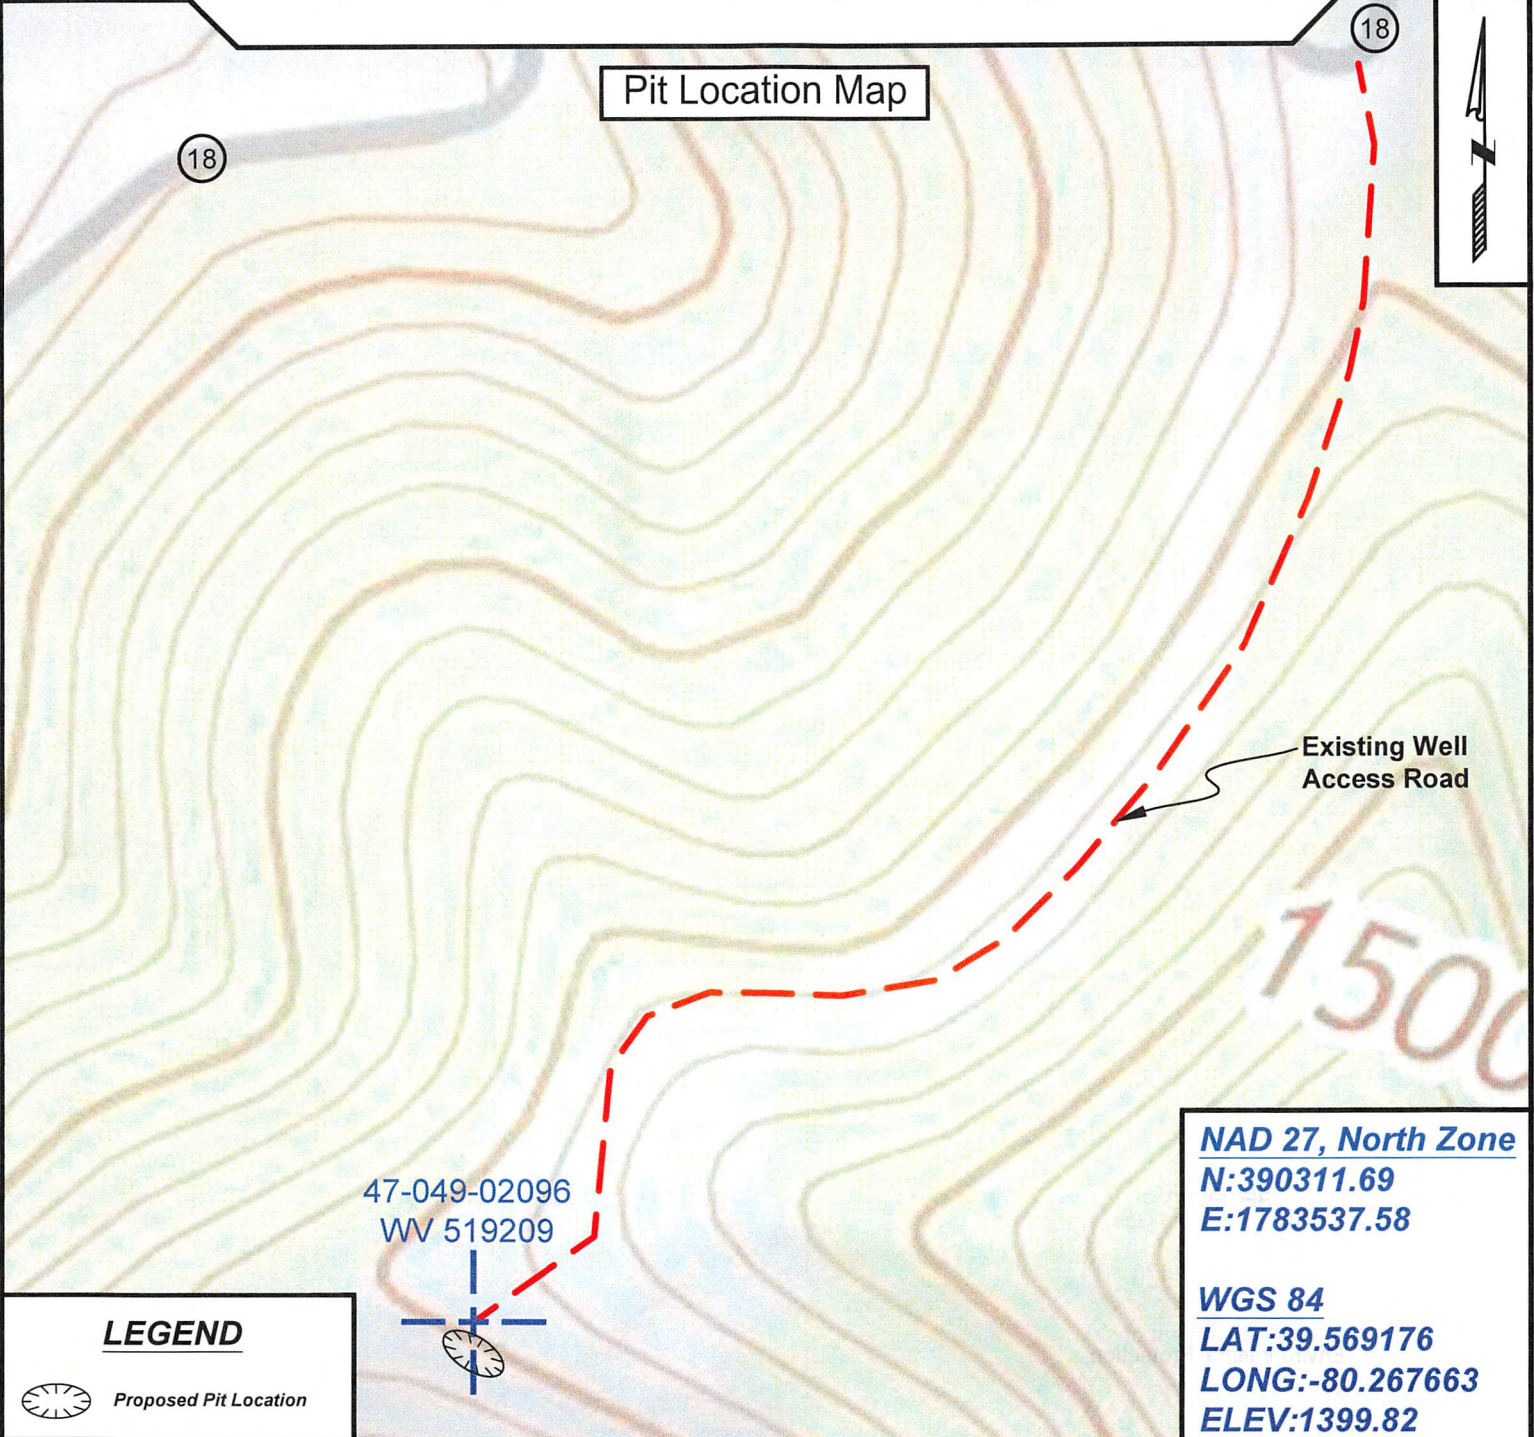 18
Pit Location Map
18
Existing Well
Access Road
1500
47-049-02096
WV 519209
NAD 27, North Zone
N:390311.69
E:1783537.58
WGS 84
LAT:39.569176
LONG:-80.267663
ELEV:1399.82
LEGEND
Proposed Pit Location